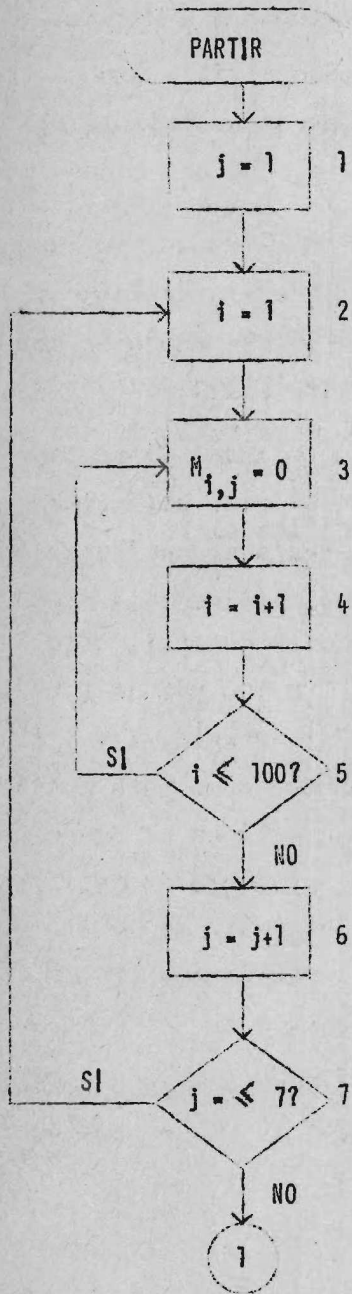 PARTIR
j = 1 1
i = 1 2
M i,j = 0 3
i = i+1 4
SI i ≤ 100? 5
NO
j = j+1 6
SI j = ≤ 7? 7
NO
1